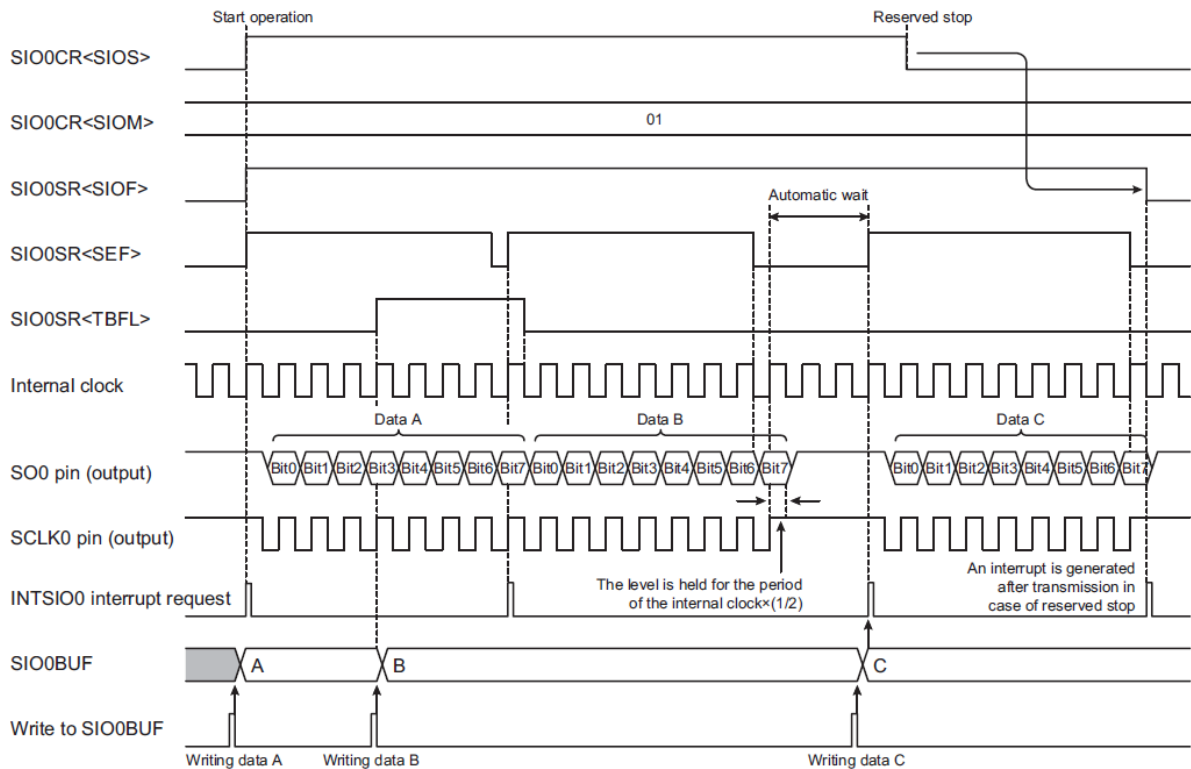 Start operation
Reserved stop
SIO0CR<SIOS>
SIO0CR<SIOM>
01
SIO0SR<SIOF>
Automatic wait
SIO0SR<SEF>
SIO0SR<TBFL>
Internal clock
Data A
Data B
Data C
SO0 pin (output)
Bit0 Bit1 Bit2 Bit3 Bit4 Bit5 Bit6 Bit7 Bit0 Bit1 Bit2 Bit3 Bit4 Bit5 Bit6 Bit7 Bit0 Bit1 Bit2 Bit3 Bit4 Bit5 Bit6 Bit7
SCLK0 pin (output)
The level is held for the period
of the internal clock×(1/2)
An interrupt is generated
after transmission in
case of reserved stop
INTSIO0 interrupt request
SIO0BUF
A
B
C
Write to SIO0BUF
Writing data A
Writing data B
Writing data C